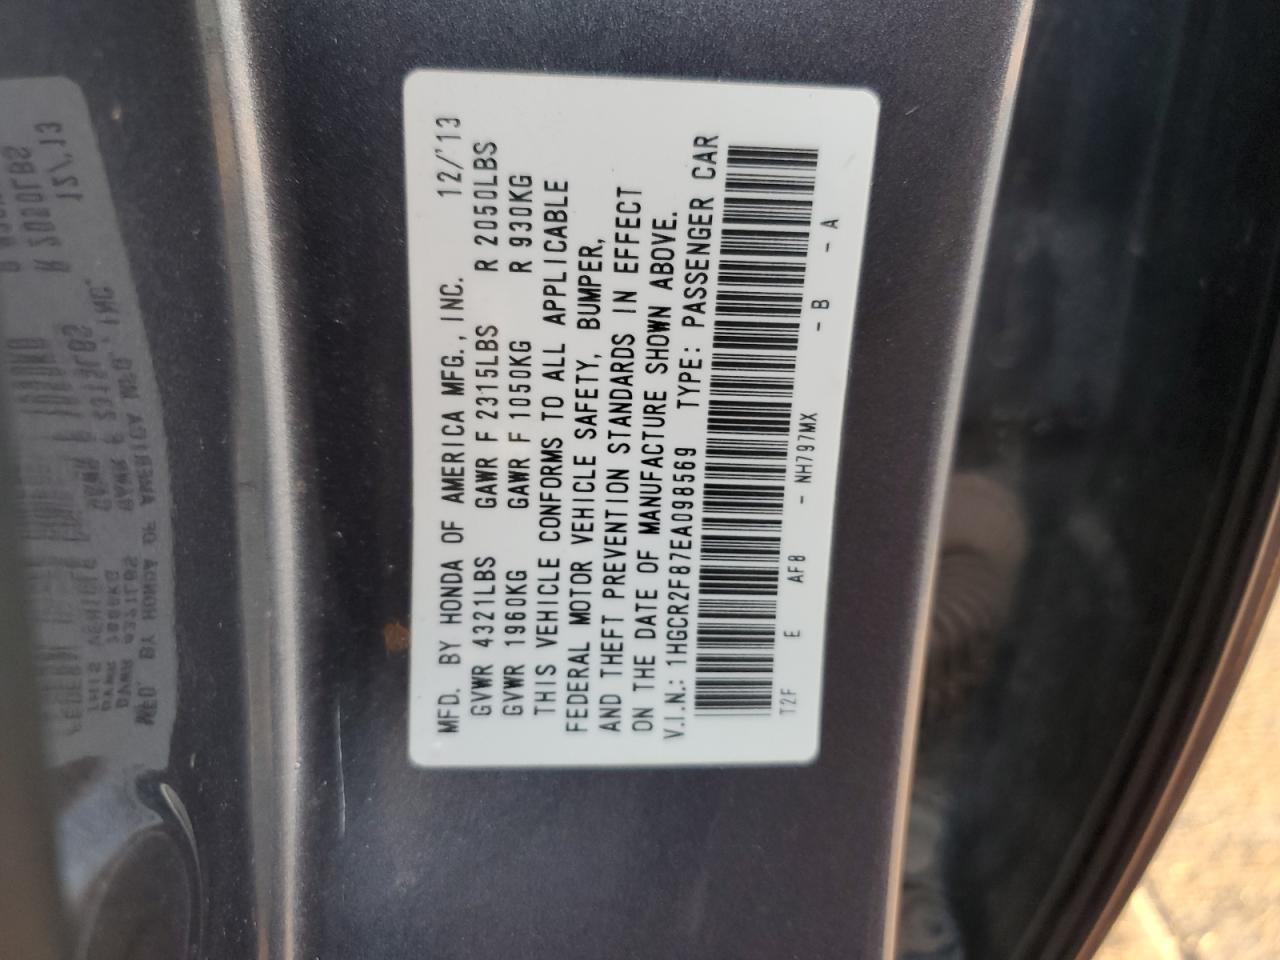 MFD. BY HONDA OF AMERICA MFG., INC. 12/'13
GVWR 4321LBS GAWR F 2315LBS R 2050LBS
GVWR 1960KG GAWR F 1050KG R 930KG
THIS VEHICLE CONFORMS TO ALL APPLICABLE
FEDERAL MOTOR VEHICLE SAFETY, BUMPER,
AND THEFT PREVENTION STANDARDS IN EFFECT
ON THE DATE OF MANUFACTURE SHOWN ABOVE.
V.I.N.: 1HGCR2F87EA098569 TYPE: PASSENGER CAR
T2F E AF8 - NH797MX - B - A